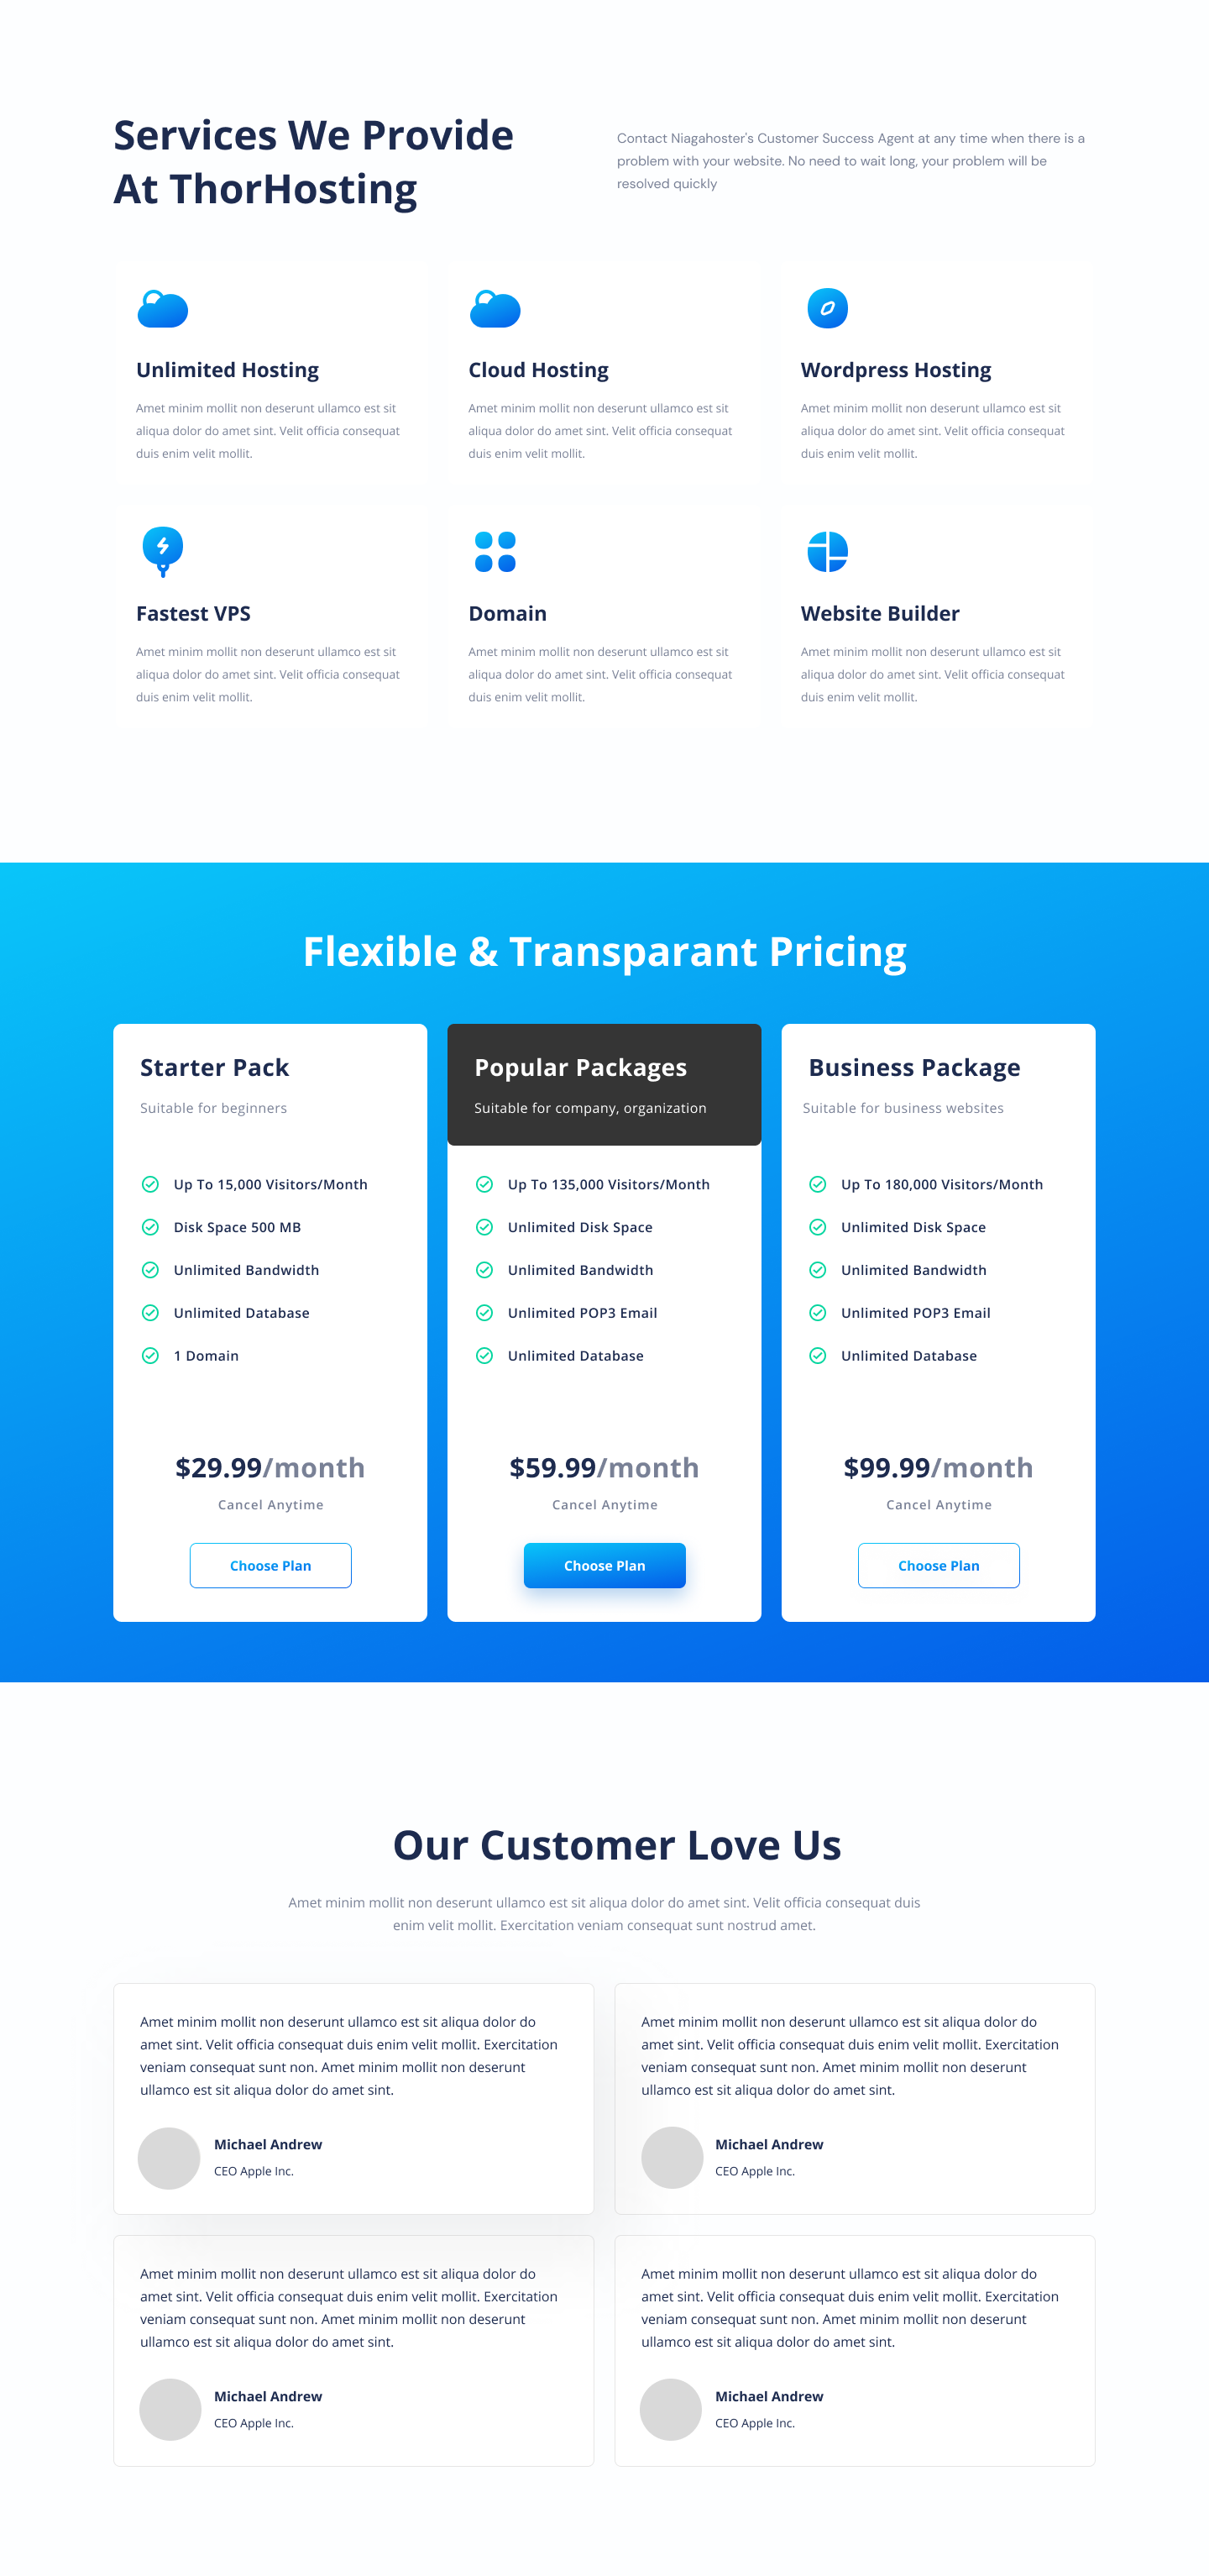 Services We Provide
At ThorHosting
Contact Niagahoster's Customer Success Agent at any time when there is a
problem with your website. No need to wait long, your problem will be
resolved quickly
Unlimited Hosting
Amet minim mollit non deserunt ullamco est sit
aliqua dolor do amet sint. Velit officia consequat
duis enim velit mollit.
Cloud Hosting
Amet minim mollit non deserunt ullamco est sit
aliqua dolor do amet sint. Velit officia consequat
duis enim velit mollit.
Wordpress Hosting
Amet minim mollit non deserunt ullamco est sit
aliqua dolor do amet sint. Velit officia consequat
duis enim velit mollit.
Fastest VPS
Amet minim mollit non deserunt ullamco est sit
aliqua dolor do amet sint. Velit officia consequat
duis enim velit mollit.
Domain
Amet minim mollit non deserunt ullamco est sit
aliqua dolor do amet sint. Velit officia consequat
duis enim velit mollit.
Website Builder
Amet minim mollit non deserunt ullamco est sit
aliqua dolor do amet sint. Velit officia consequat
duis enim velit mollit.
Flexible & Transparant Pricing
Starter Pack
Suitable for beginners
Up To 15,000 Visitors/Month
Disk Space 500 MB
Unlimited Bandwidth
Unlimited Database
1 Domain
$29.99/month
Cancel Anytime
Choose Plan
Popular Packages
Suitable for company, organization
Up To 135,000 Visitors/Month
Unlimited Disk Space
Unlimited Bandwidth
Unlimited POP3 Email
Unlimited Database
$59.99/month
Cancel Anytime
Choose Plan
Business Package
Suitable for business websites
Up To 180,000 Visitors/Month
Unlimited Disk Space
Unlimited Bandwidth
Unlimited POP3 Email
Unlimited Database
$99.99/month
Cancel Anytime
Choose Plan
Our Customer Love Us
Amet minim mollit non deserunt ullamco est sit aliqua dolor do amet sint. Velit officia consequat duis
enim velit mollit. Exercitation veniam consequat sunt nostrud amet.
Amet minim mollit non deserunt ullamco est sit aliqua dolor do
amet sint. Velit officia consequat duis enim velit mollit. Exercitation
veniam consequat sunt non. Amet minim mollit non deserunt
ullamco est sit aliqua dolor do amet sint.
Michael Andrew
CEO Apple Inc.
Amet minim mollit non deserunt ullamco est sit aliqua dolor do
amet sint. Velit officia consequat duis enim velit mollit. Exercitation
veniam consequat sunt non. Amet minim mollit non deserunt
ullamco est sit aliqua dolor do amet sint.
Michael Andrew
CEO Apple Inc.
Amet minim mollit non deserunt ullamco est sit aliqua dolor do
amet sint. Velit officia consequat duis enim velit mollit. Exercitation
veniam consequat sunt non. Amet minim mollit non deserunt
ullamco est sit aliqua dolor do amet sint.
Michael Andrew
CEO Apple Inc.
Amet minim mollit non deserunt ullamco est sit aliqua dolor do
amet sint. Velit officia consequat duis enim velit mollit. Exercitation
veniam consequat sunt non. Amet minim mollit non deserunt
ullamco est sit aliqua dolor do amet sint.
Michael Andrew
CEO Apple Inc.